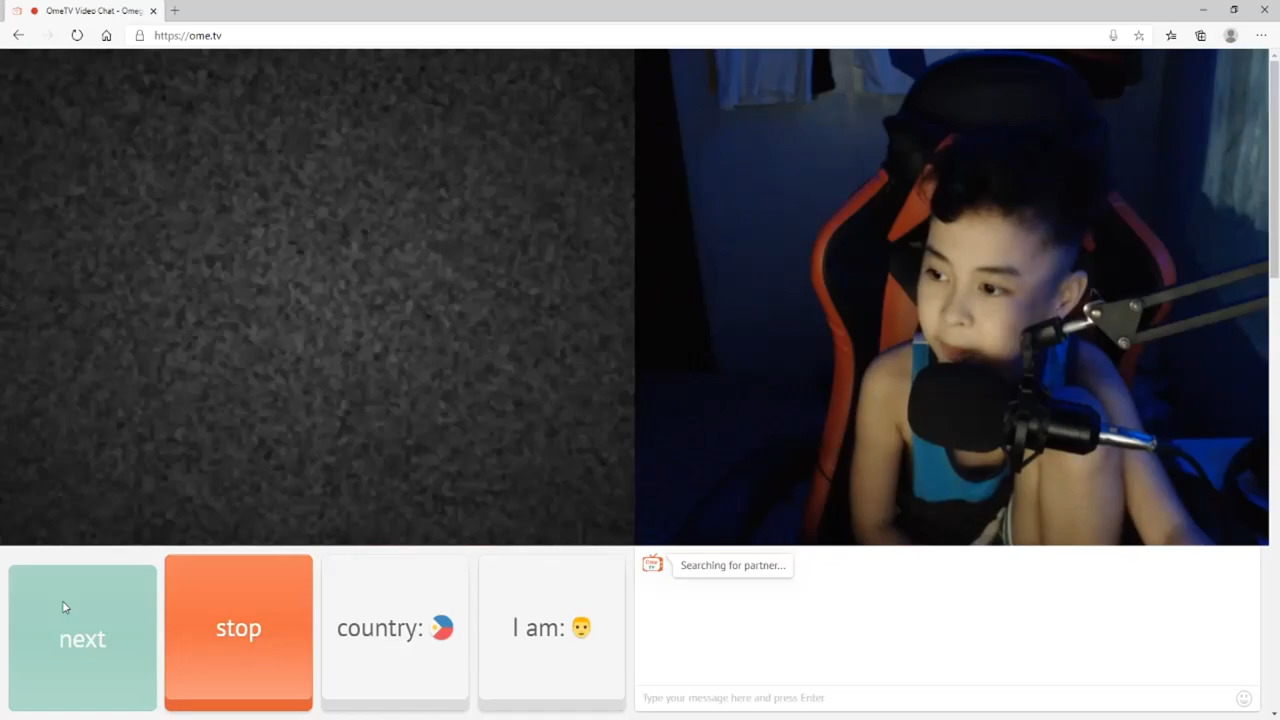 OmeTV Video Chat - Ome
https://ome.tv
next
stop
country:
I am:
Searching for partner...
Type your message here and press Enter